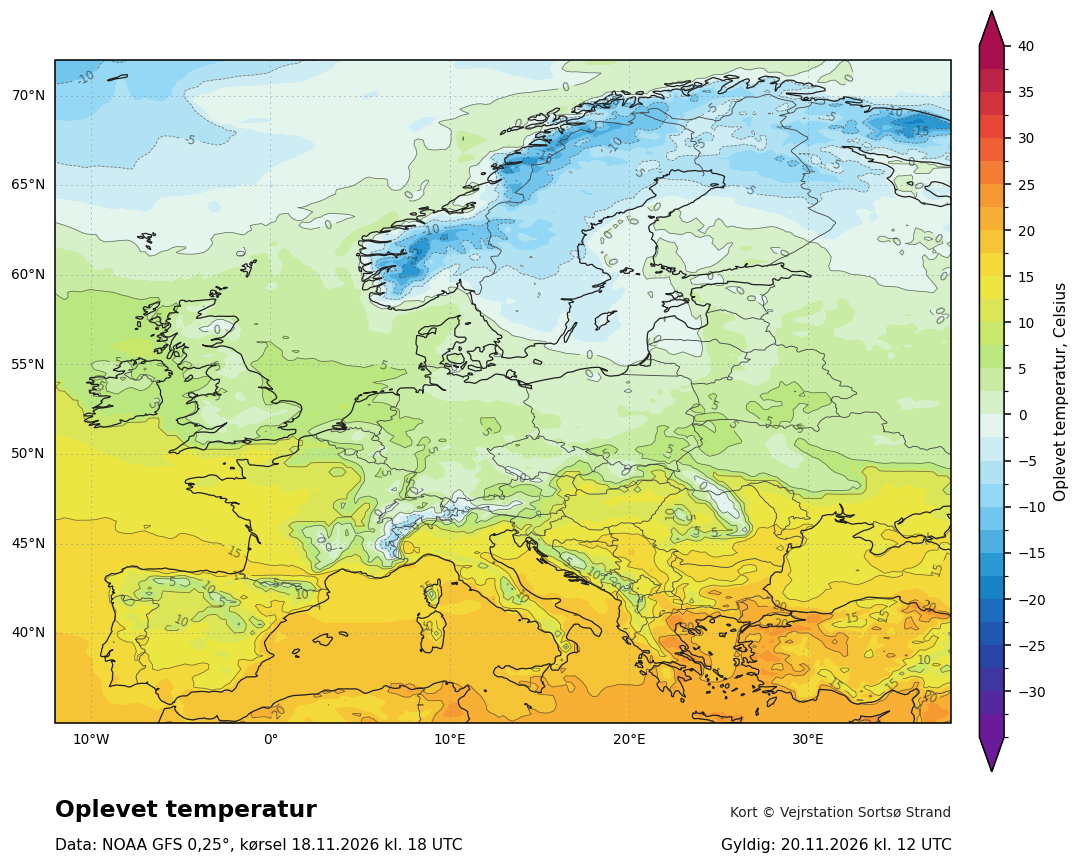 70°N
65°N
60°N
55°N
50°N
45°N
40°N
10°W
0°
10°E
20°E
30°E
40
35
30
25
20
15
10
5
0
−5
−10
−15
−20
−25
−30
Oplevet temperatur, Celsius
Oplevet temperatur
Kort © Vejrstation Sortsø Strand
Data: NOAA GFS 0,25°, kørsel 18.11.2026 kl. 18 UTC
Gyldig: 20.11.2026 kl. 12 UTC